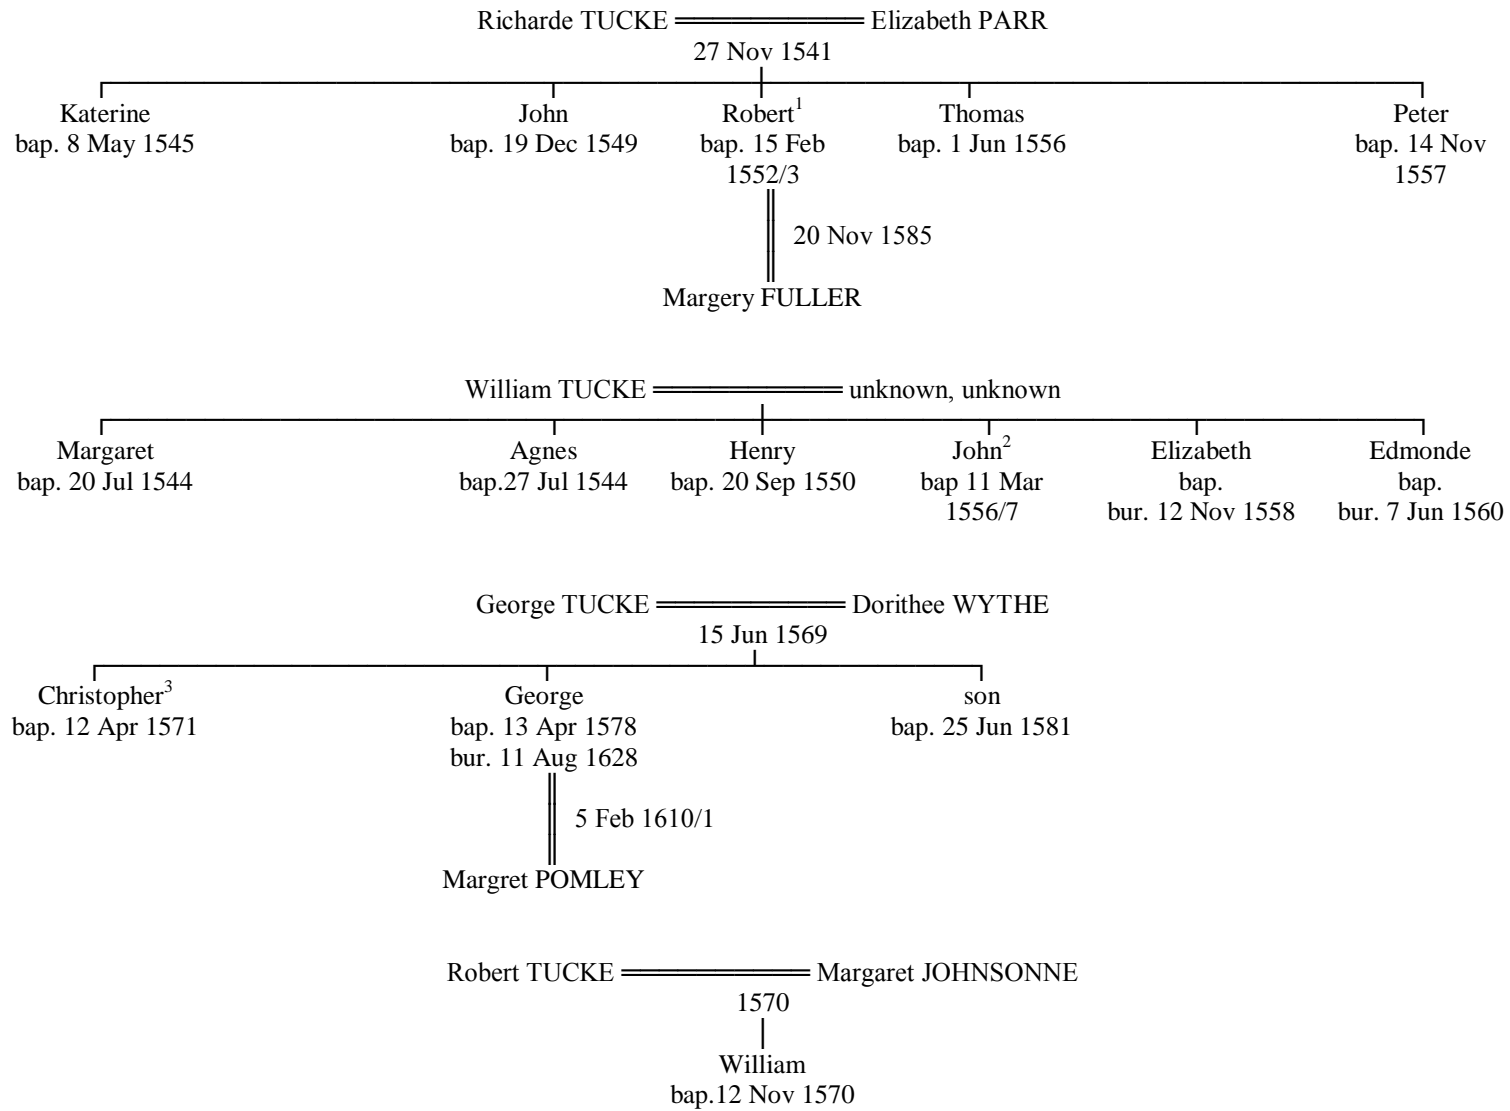 Richarde TUCKE Elizabeth PARR
27 Nov 1541
Katerine John Robert¹ Thomas Peter
bap. 8 May 1545 bap. 19 Dec 1549 bap. 15 Feb bap. 1 Jun 1556 bap. 14 Nov
1552/3 1557
20 Nov 1585
Margery FULLER
William TUCKE unknown, unknown
Margaret Agnes Henry John² Elizabeth Edmonde
bap. 20 Jul 1544 bap.27 Jul 1544 bap. 20 Sep 1550 bap 11 Mar bap. bap.
1556/7 bur. 12 Nov 1558 bur. 7 Jun 1560
George TUCKE Dorithee WYTHE
15 Jun 1569
Christopher³ George son
bap. 12 Apr 1571 bap. 13 Apr 1578 bap. 25 Jun 1581
bur. 11 Aug 1628
5 Feb 1610/1
Margret POMLEY
Robert TUCKE Margaret JOHNSONNE
1570
William
bap.12 Nov 1570